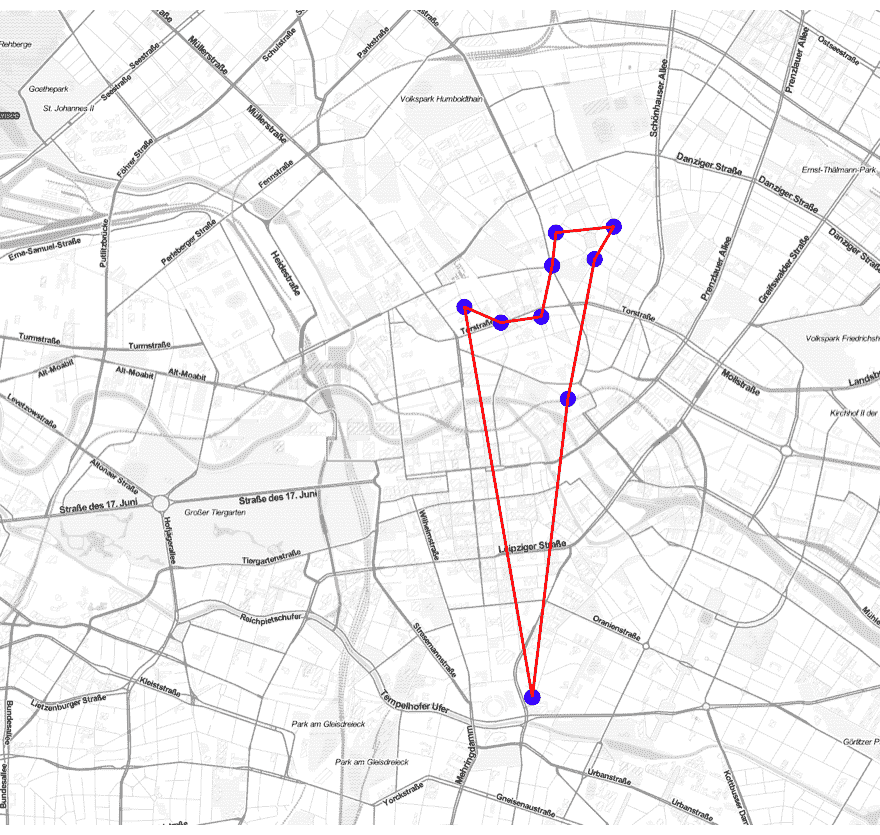 Müllerstraße
Schulstraße
Pankstraße
Prenzlauer Allee
Ostseestraße
Rehberge
Seestraße
Seestraße
Goethepark
St. Johannes II
Volkspark Humboldthain
Schönhauser Allee
Müllerstraße
Föhrer Straße
Fennstraße
Danziger Straße
Ernst-Thälmann-Park
Danziger Straße
Putlitzbrücke
Perleberger Straße
Erna-Samuel-Straße
Heidestraße
Prenzlauer Allee
Greifswalder Straße
Danziger Straße
Torstraße
Torstraße
Turmstraße
Turmstraße
Alt-Moabit
Alt-Moabit
Alt-Moabit
Volkspark Friedrichsh
Mollstraße
Landsb
Levetzowstraße
Kirchhof II der
Altonaer Straße
Straße des 17. Juni
Straße des 17. Juni
Großer Tiergarten
Hofjägerallee
Wilhelmstraße
Leipziger Straße
Tiergartenstraße
Reichpietschufer
Stresemannstraße
Oranienstraße
Mühle
Kleiststraße
Lietzenburger Straße
Tempelhofer Ufer
Bundesallee
Park am Gleisdreieck
Mehringdamm
Görlitzer P
Park am Gleisdreieck
Bundesallee
Yorckstraße
Urbanstraße
Kottbusser Dam
Gneisenaustraße
Urbanstraße